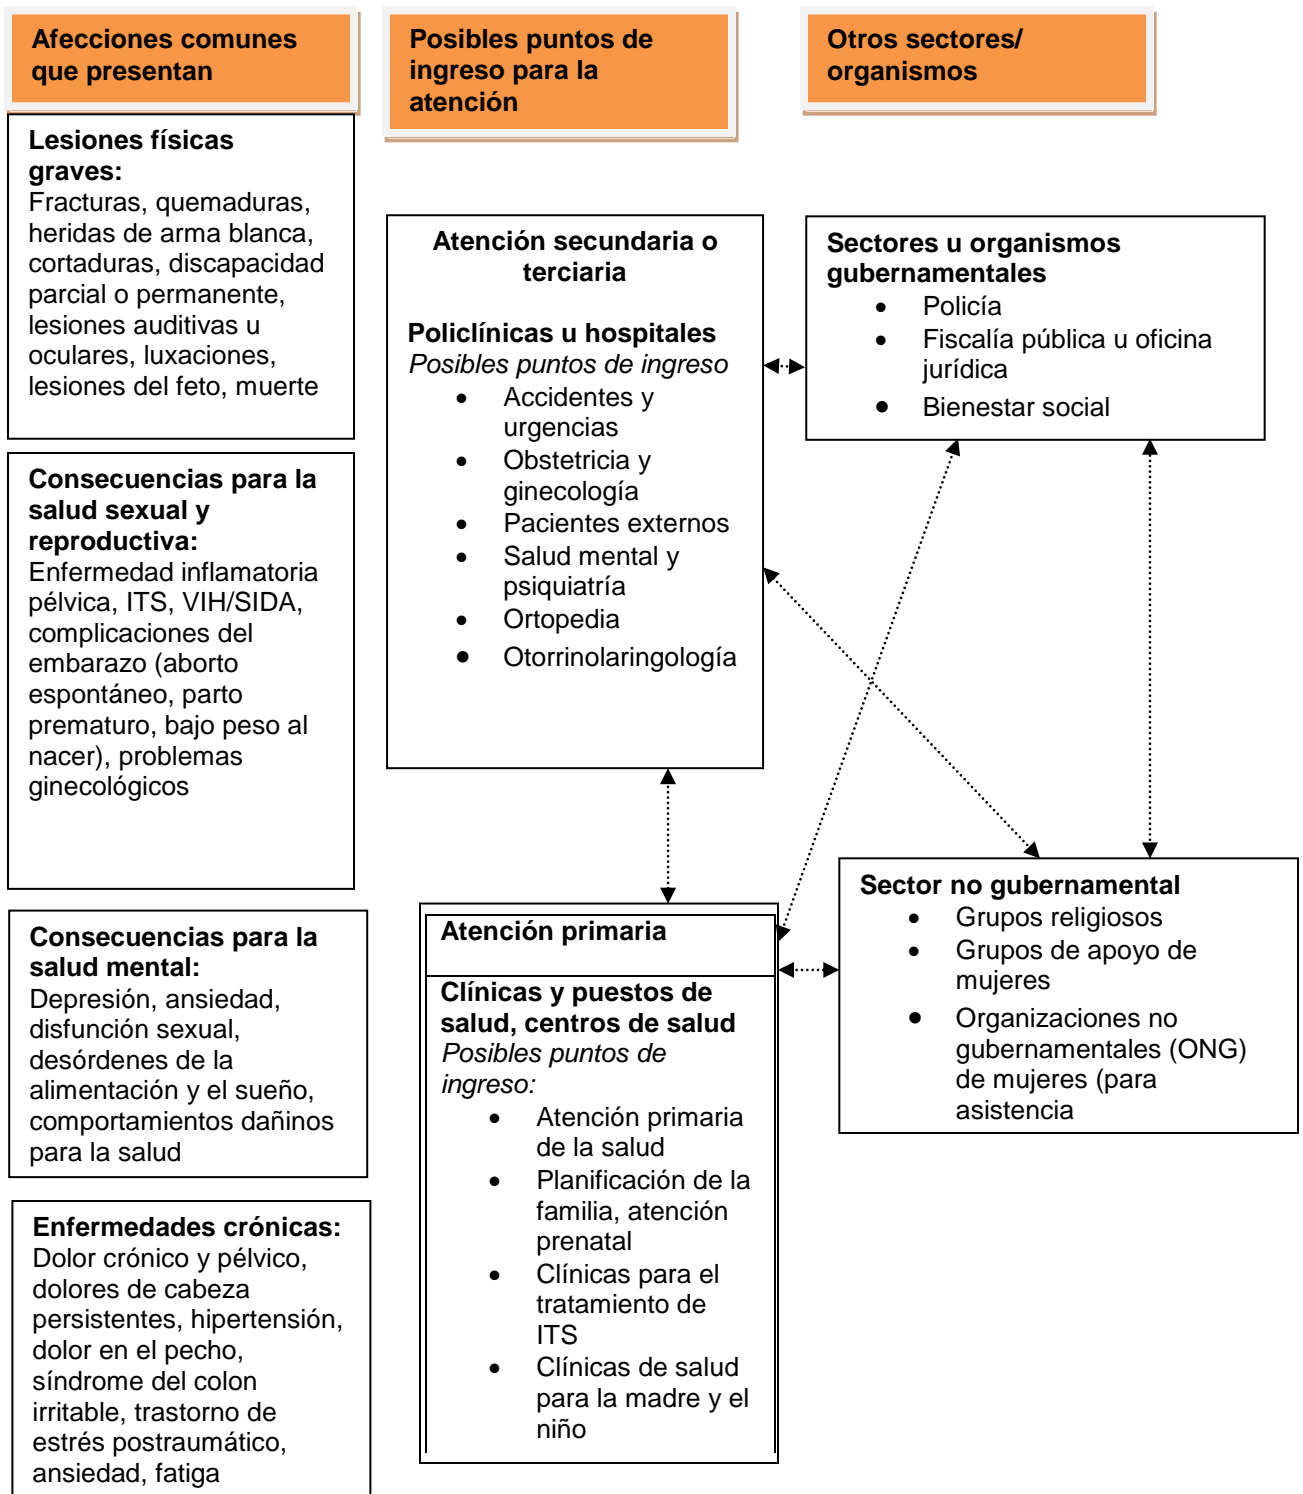 Afecciones comunes
que presentan
Posibles puntos de
ingreso para la
atención
Otros sectores/
organismos
Lesiones físicas
graves:
Fracturas, quemaduras,
heridas de arma blanca,
cortaduras, discapacidad
parcial o permanente,
lesiones auditivas u
oculares, luxaciones,
lesiones del feto, muerte
Consecuencias para la
salud sexual y
reproductiva:
Enfermedad inflamatoria
pélvica, ITS, VIH/SIDA,
complicaciones del
embarazo (aborto
espontáneo, parto
prematuro, bajo peso al
nacer), problemas
ginecológicos
Consecuencias para la
salud mental:
Depresión, ansiedad,
disfunción sexual,
desórdenes de la
alimentación y el sueño,
comportamientos dañinos
para la salud
Enfermedades crónicas:
Dolor crónico y pélvico,
dolores de cabeza
persistentes, hipertensión,
dolor en el pecho,
síndrome del colon
irritable, trastorno de
estrés postraumático,
ansiedad, fatiga
Atención secundaria o
terciaria
Policlínicas u hospitales
Posibles puntos de ingreso
• Accidentes y
urgencias
• Obstetricia y
ginecología
• Pacientes externos
• Salud mental y
psiquiatría
• Ortopedia
• Otorrinolaringología
Atención primaria
Clínicas y puestos de
salud, centros de salud
Posibles puntos de
ingreso:
• Atención primaria
de la salud
• Planificación de la
familia, atención
prenatal
• Clínicas para el
tratamiento de
ITS
• Clínicas de salud
para la madre y el
niño
Sectores u organismos
gubernamentales
• Policía
• Fiscalía pública u oficina
jurídica
• Bienestar social
Sector no gubernamental
• Grupos religiosos
• Grupos de apoyo de
mujeres
• Organizaciones no
gubernamentales (ONG)
de mujeres (para
asistencia